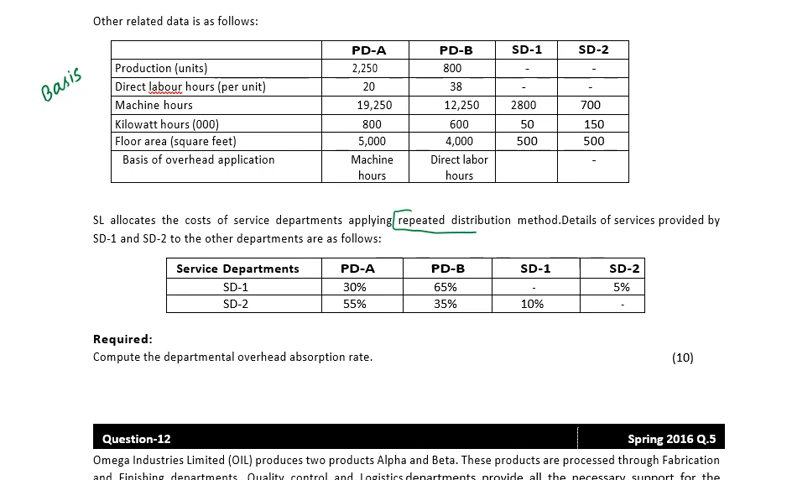 Other related data is as follows:
Basis
PD-A PD-B SD-1 SD-2
Production (units) 2,250 800 - -
Direct labour hours (per unit) 20 38 - -
Machine hours 19,250 12,250 2800 700
Kilowatt hours (000) 800 600 50 150
Floor area (square feet) 5,000 4,000 500 500
Basis of overhead application Machine hours Direct labor hours -
SL allocates the costs of service departments applying repeated distribution method.Details of services provided by
SD-1 and SD-2 to the other departments are as follows:
Service Departments PD-A PD-B SD-1 SD-2
SD-1 30% 65% - 5%
SD-2 55% 35% 10% -
Required:
Compute the departmental overhead absorption rate. (10)
Question-12 Spring 2016 Q.5
Omega Industries Limited (OIL) produces two products Alpha and Beta. These products are processed through Fabrication
and Finishing departments. Quality control and Logistics departments provide all the necessary support for the